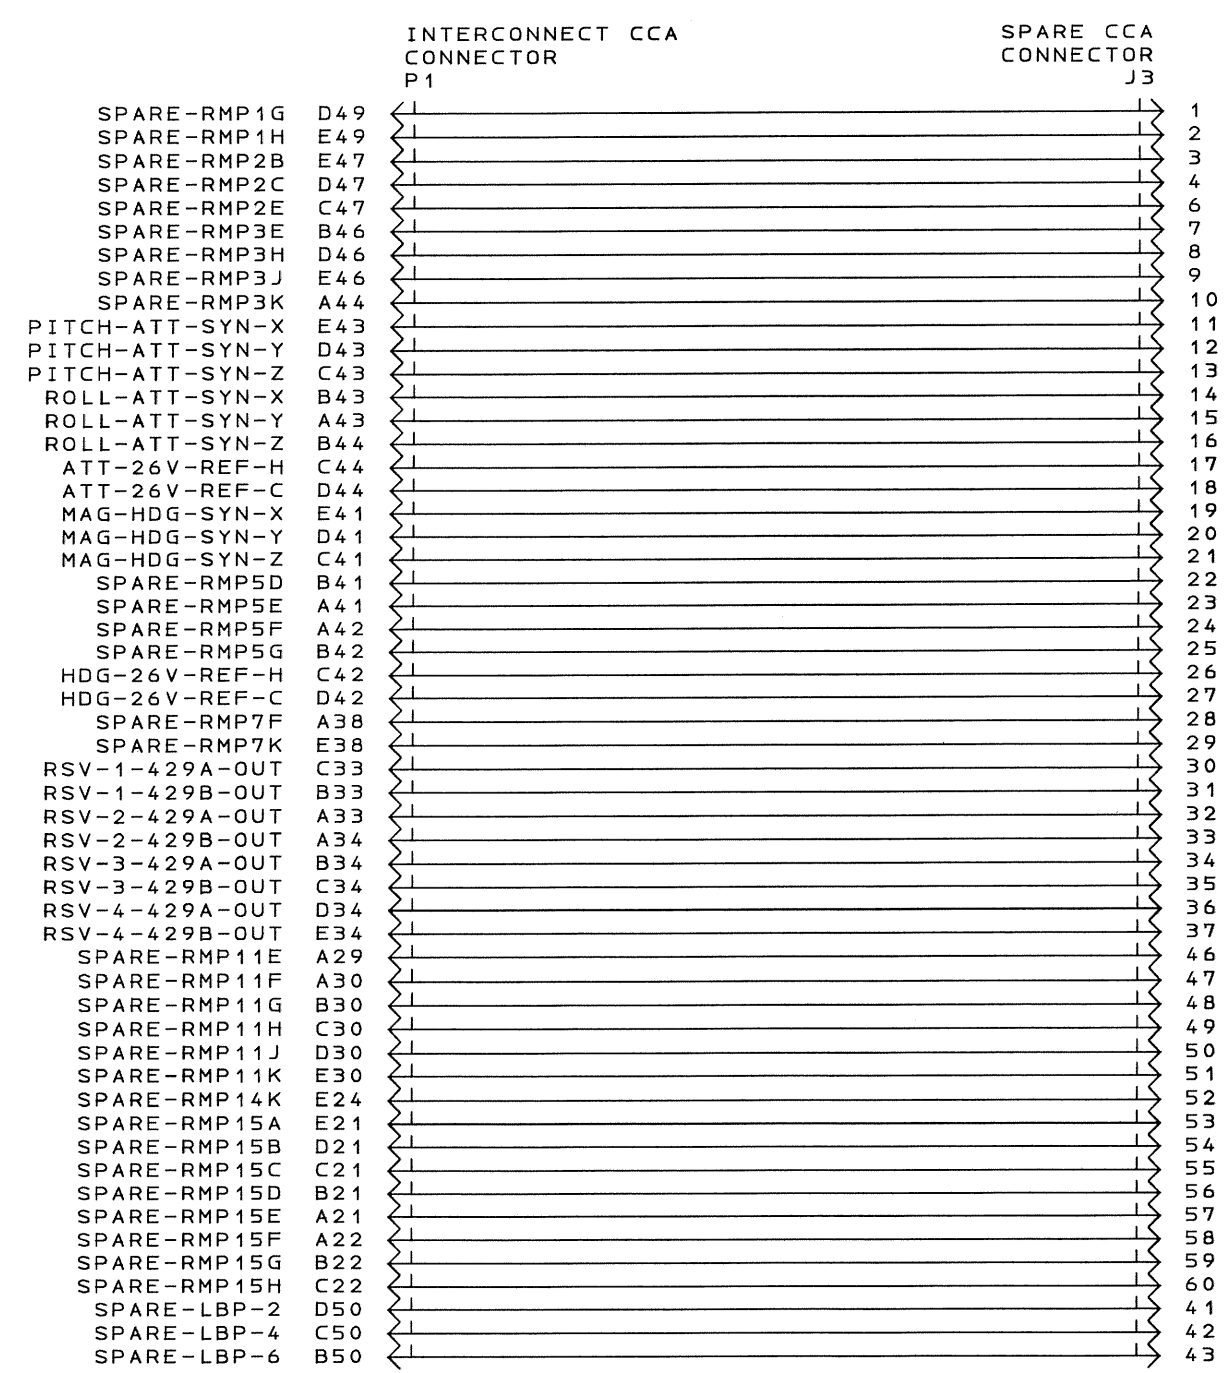 INTERCONNECT CCA SPARE CCA
CONNECTOR CONNECTOR
P1 J3
SPARE-RMP1G D49 1
SPARE-RMP1H E49 2
SPARE-RMP2B E47 3
SPARE-RMP2C D47 4
SPARE-RMP2E C47 6
SPARE-RMP3E B46 7
SPARE-RMP3H D46 8
SPARE-RMP3J E46 9
SPARE-RMP3K A44 10
PITCH-ATT-SYN-X E43 11
PITCH-ATT-SYN-Y D43 12
PITCH-ATT-SYN-Z C43 13
ROLL-ATT-SYN-X B43 14
ROLL-ATT-SYN-Y A43 15
ROLL-ATT-SYN-Z B44 16
ATT-26V-REF-H C44 17
ATT-26V-REF-C D44 18
MAG-HDG-SYN-X E41 19
MAG-HDG-SYN-Y D41 20
MAG-HDG-SYN-Z C41 21
SPARE-RMP5D B41 22
SPARE-RMP5E A41 23
SPARE-RMP5F A42 24
SPARE-RMP5G B42 25
HDG-26V-REF-H C42 26
HDG-26V-REF-C D42 27
SPARE-RMP7F A38 28
SPARE-RMP7K E38 29
RSV-1-429A-OUT C33 30
RSV-1-429B-OUT B33 31
RSV-2-429A-OUT A33 32
RSV-2-429B-OUT A34 33
RSV-3-429A-OUT B34 34
RSV-3-429B-OUT C34 35
RSV-4-429A-OUT D34 36
RSV-4-429B-OUT E34 37
SPARE-RMP11E A29 46
SPARE-RMP11F A30 47
SPARE-RMP11G B30 48
SPARE-RMP11H C30 49
SPARE-RMP11J D30 50
SPARE-RMP11K E30 51
SPARE-RMP14K E24 52
SPARE-RMP15A E21 53
SPARE-RMP15B D21 54
SPARE-RMP15C C21 55
SPARE-RMP15D B21 56
SPARE-RMP15E A21 57
SPARE-RMP15F A22 58
SPARE-RMP15G B22 59
SPARE-RMP15H C22 60
SPARE-LBP-2 D50 41
SPARE-LBP-4 C50 42
SPARE-LBP-6 B50 43